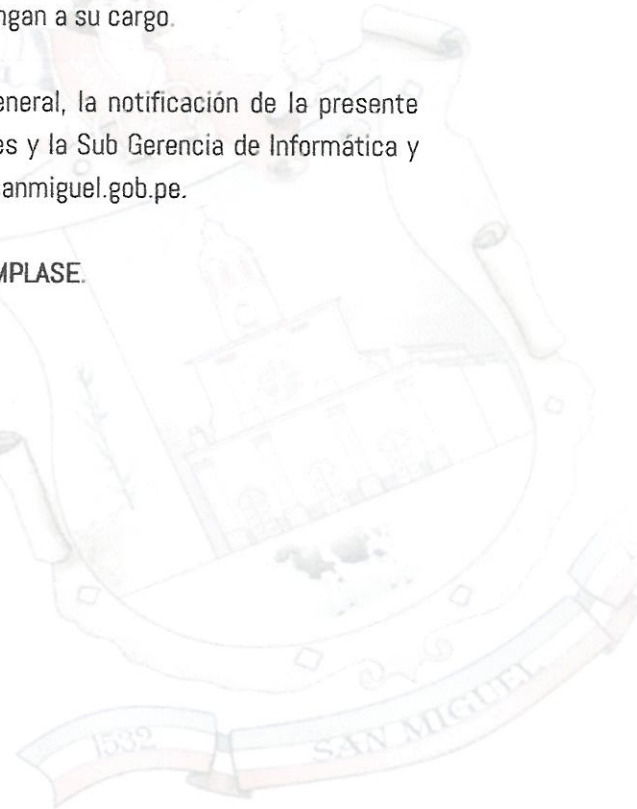 ngan a su cargo.
eneral, la notificación de la presente
es y la Sub Gerencia de Informática y
anmiguel.gob.pe.
MPLASE.
1532
SAN MIGUEL